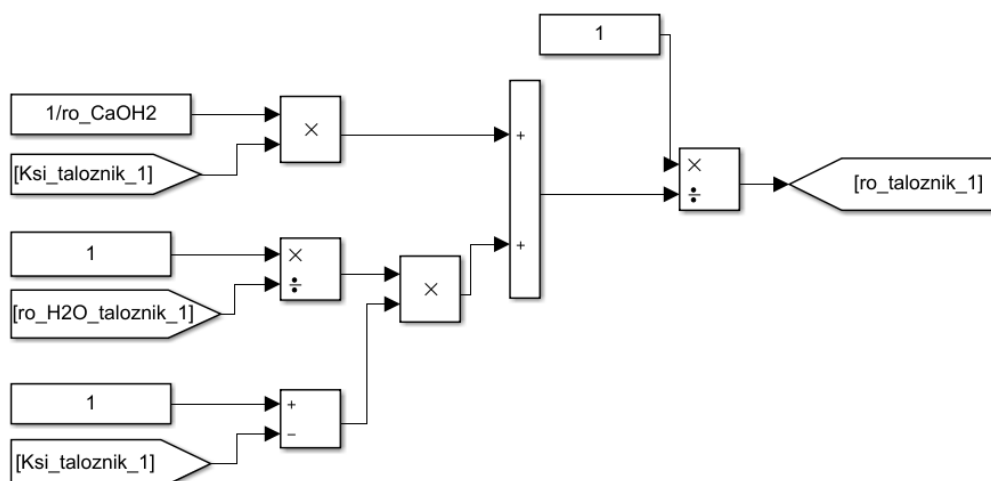 1
1/ro_CaOH2
×
+
[Ksi_taloznik_1]
×
÷
[ro_taloznik_1]
1
×
÷
+
×
[ro_H2O_taloznik_1]
1
+
−
[Ksi_taloznik_1]